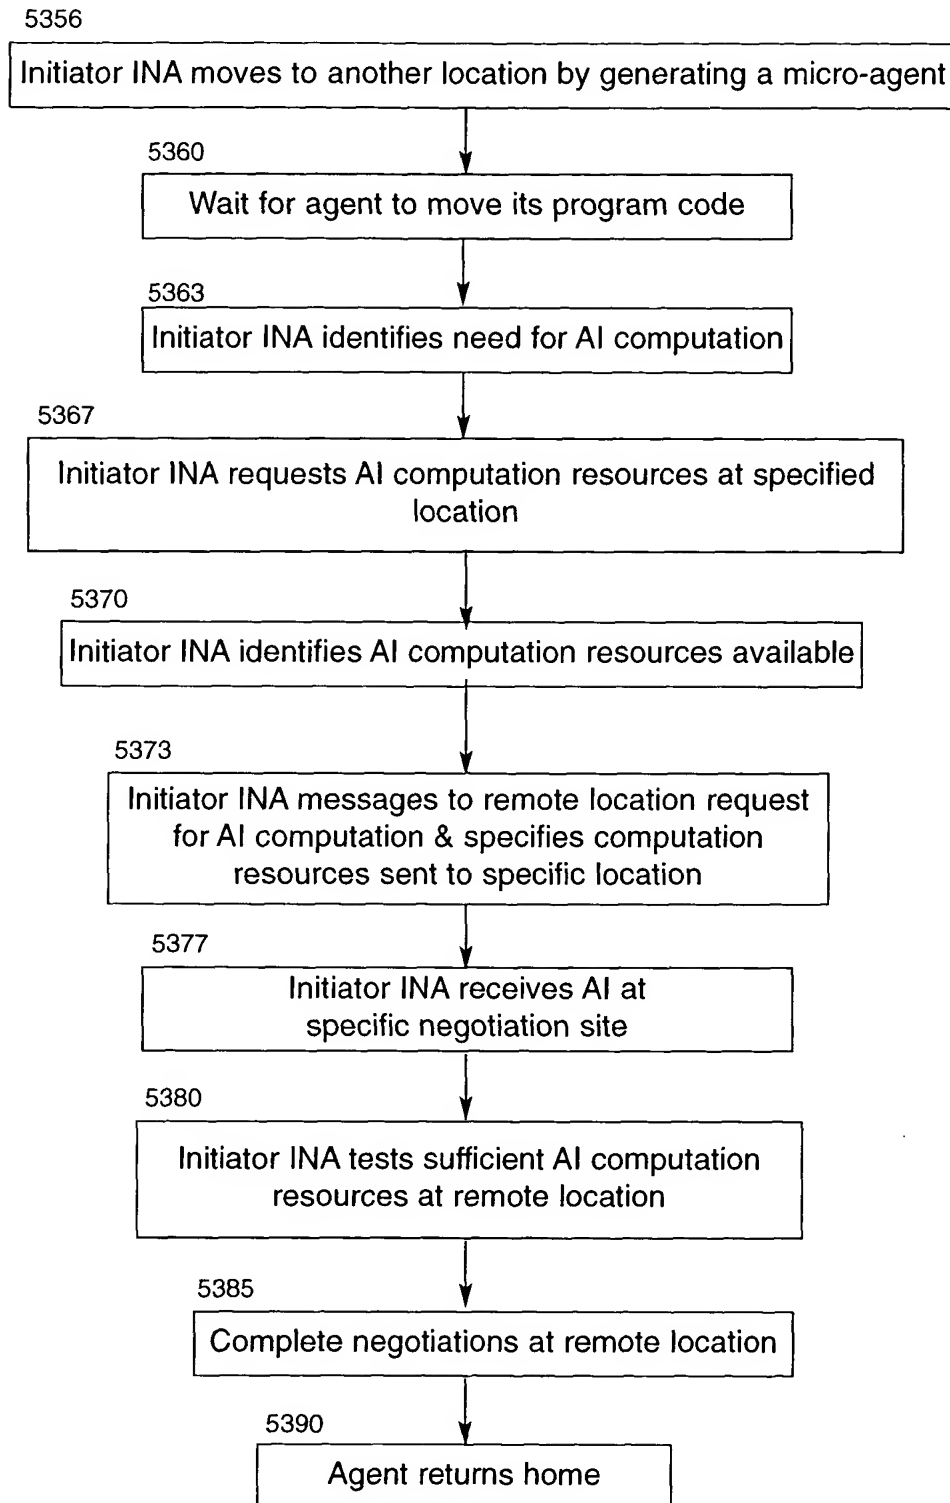 5356
Initiator INA moves to another location by generating a micro-agent
5360
Wait for agent to move its program code
5363
Initiator INA identifies need for AI computation
5367
Initiator INA requests AI computation resources at specified
location
5370
Initiator INA identifies AI computation resources available
5373
Initiator INA messages to remote location request
for AI computation & specifies computation
resources sent to specific location
5377
Initiator INA receives AI at
specific negotiation site
5380
Initiator INA tests sufficient AI computation
resources at remote location
5385
Complete negotiations at remote location
5390
Agent returns home